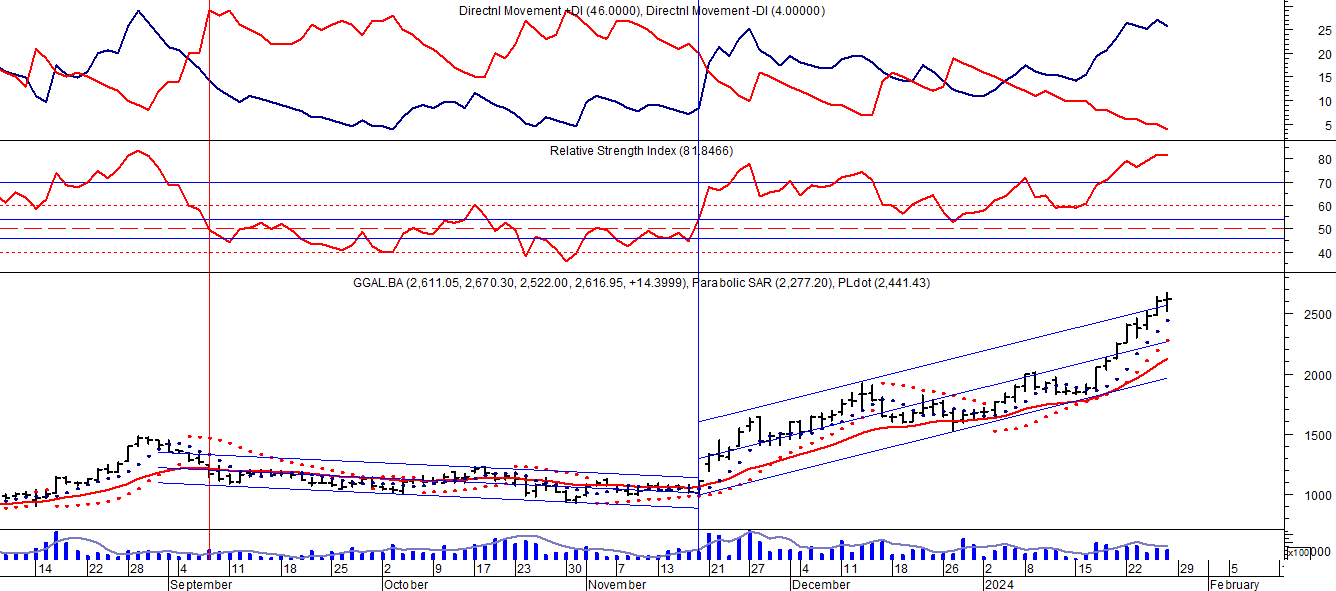 Directnl Movement +DI (46.0000), Directnl Movement -DI (4.00000)
25
20
15
10
5
Relative Strength Index (81.8466)
80
70
60
50
40
GGAL.BA (2,611.05, 2,670.30, 2,522.00, 2,616.95, +14.3999), Parabolic SAR (2,277.20), PLdot (2,441.43)
2500
2000
1500
1000
x100
000
14 22 28 4 11 18 25 2 9 17 23 30 7 13 21 27 4 11 18 26 2 8 15 22 29 5
September October November December 2024 February